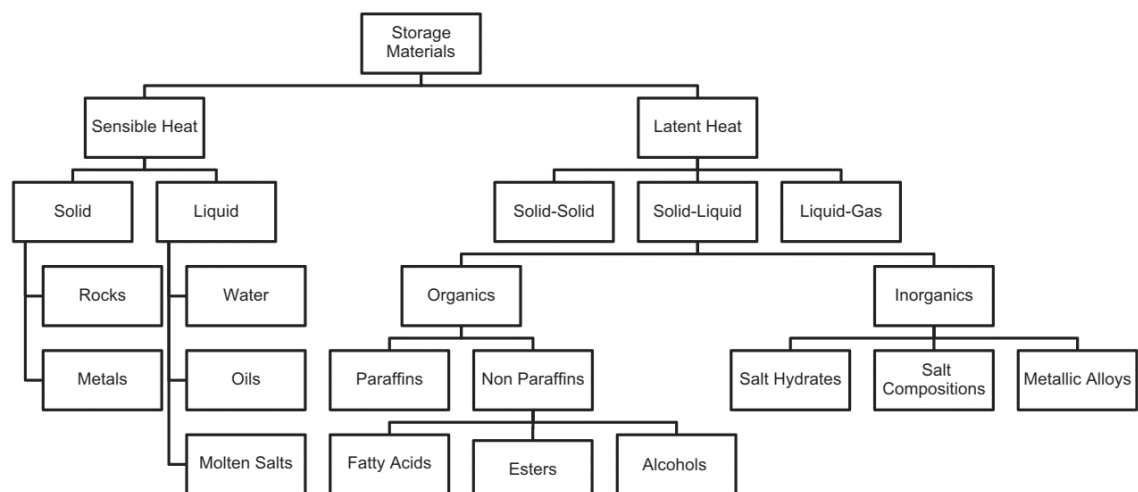 Storage
Materials
Sensible Heat
Latent Heat
Solid
Liquid
Solid-Solid
Solid-Liquid
Liquid-Gas
Rocks
Water
Organics
Inorganics
Metals
Oils
Paraffins
Non Paraffins
Salt Hydrates
Salt
Compositions
Metallic Alloys
Molten Salts
Fatty Acids
Esters
Alcohols